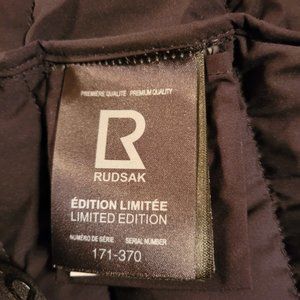 PREMIÈRE QUALITÉ PREMIUM QUALITY
R
RUDSAK
ÉDITION LIMITÉE
LIMITED EDITION
NUMÉRO DE SÉRIE SERIAL NUMBER
171-370